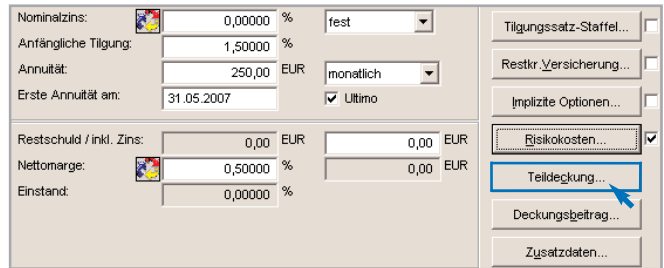 Nominalzins: 0,00000 % fest
Anfängliche Tilgung: 1,50000 %
Annuität: 250,00 EUR monatlich
Erste Annuität am: 31.05.2007 Ultimo
Restschuld / inkl. Zins: 0,00 EUR 0,00 EUR
Nettomarge: 0,50000 % 0,00 EUR
Einstand: 0,00000 %
Tilgungssatz-Staffel...
Restkr.Versicherung...
Implizite Optionen...
Risikokosten...
Teildeckung...
Deckungsbeitrag...
Zusatzdaten...